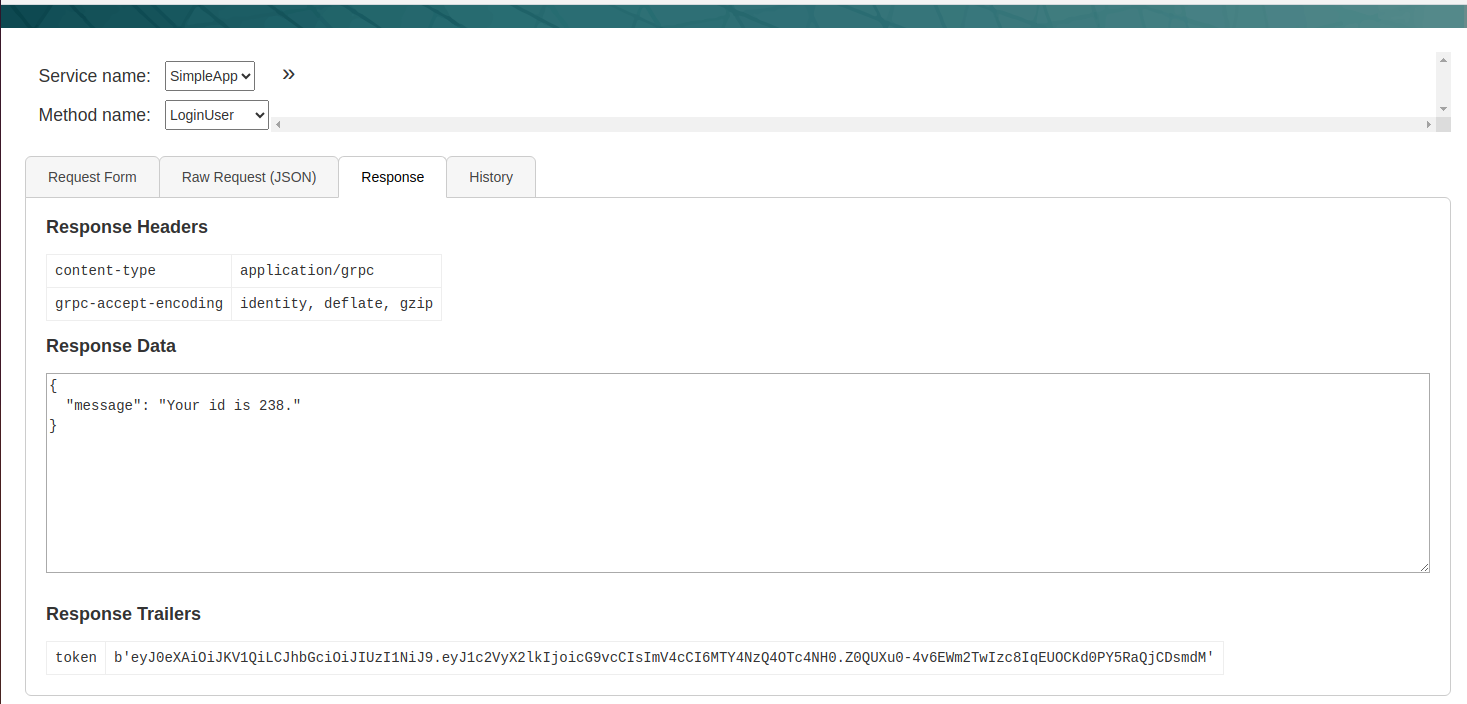 Service name: SimpleApp »
Method name: LoginUser
Request Form Raw Request (JSON) Response History
Response Headers
content-type application/grpc
grpc-accept-encoding identity, deflate, gzip
Response Data
{
  "message": "Your id is 238."
}
Response Trailers
token b'eyJ0eXAiOiJKV1QiLCJhbGciOiJIUzI1NiJ9.eyJ1c2VyX2lkIjoicG9vcCIsImV4cCI6MTY4NzQ4OTc4NH0.Z0QUXu0-4v6EWm2TwIzc8IqEUOCKd0PY5RaQjCDsmdM'